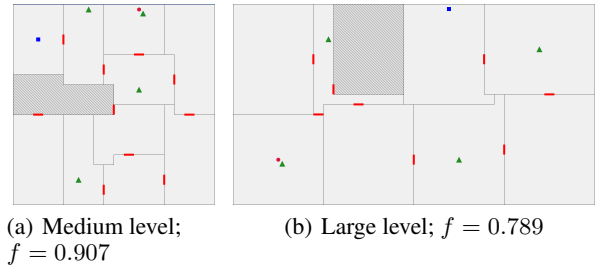 (a) Medium level;
f = 0.907
(b) Large level; f = 0.789